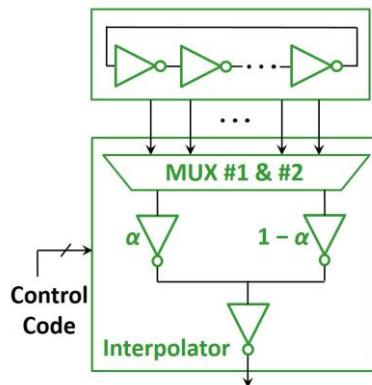 ...
...
MUX #1 & #2
α
1 − α
Control
Code
Interpolator